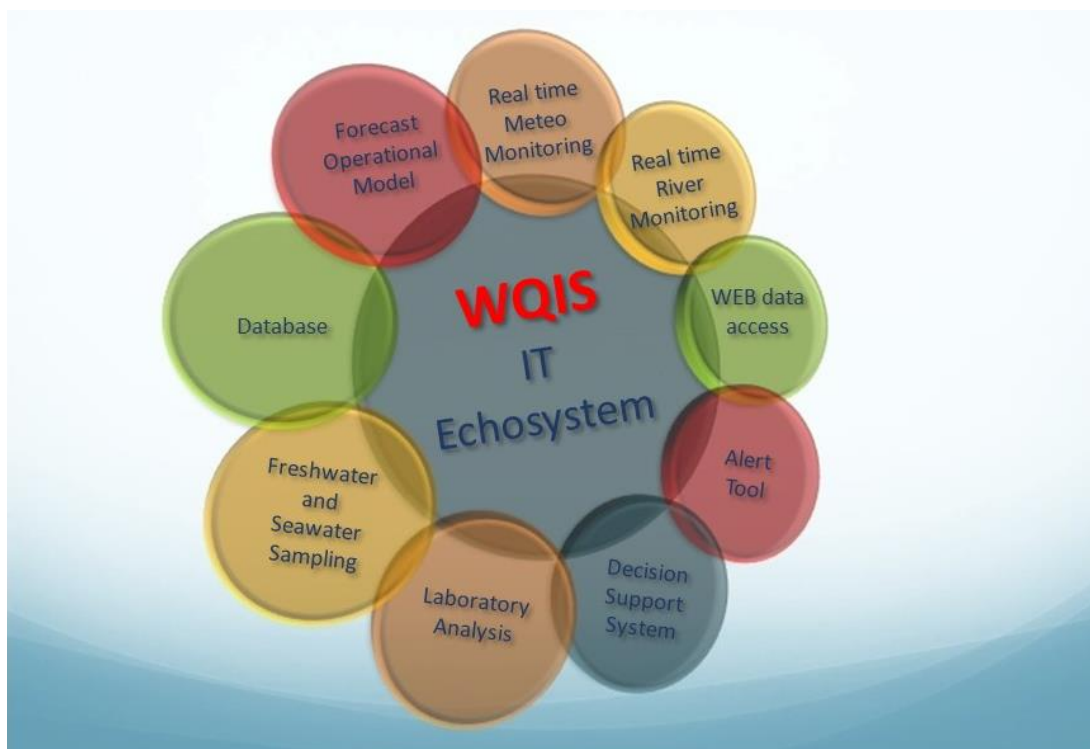 Real time
Meteo
Monitoring
Real time
River
Monitoring
WEB data
access
Alert
Tool
Decision
Support
System
Laboratory
Analysis
Freshwater
and
Seawater
Sampling
Database
Forecast
Operational
Model
WQIS
IT
Echosystem